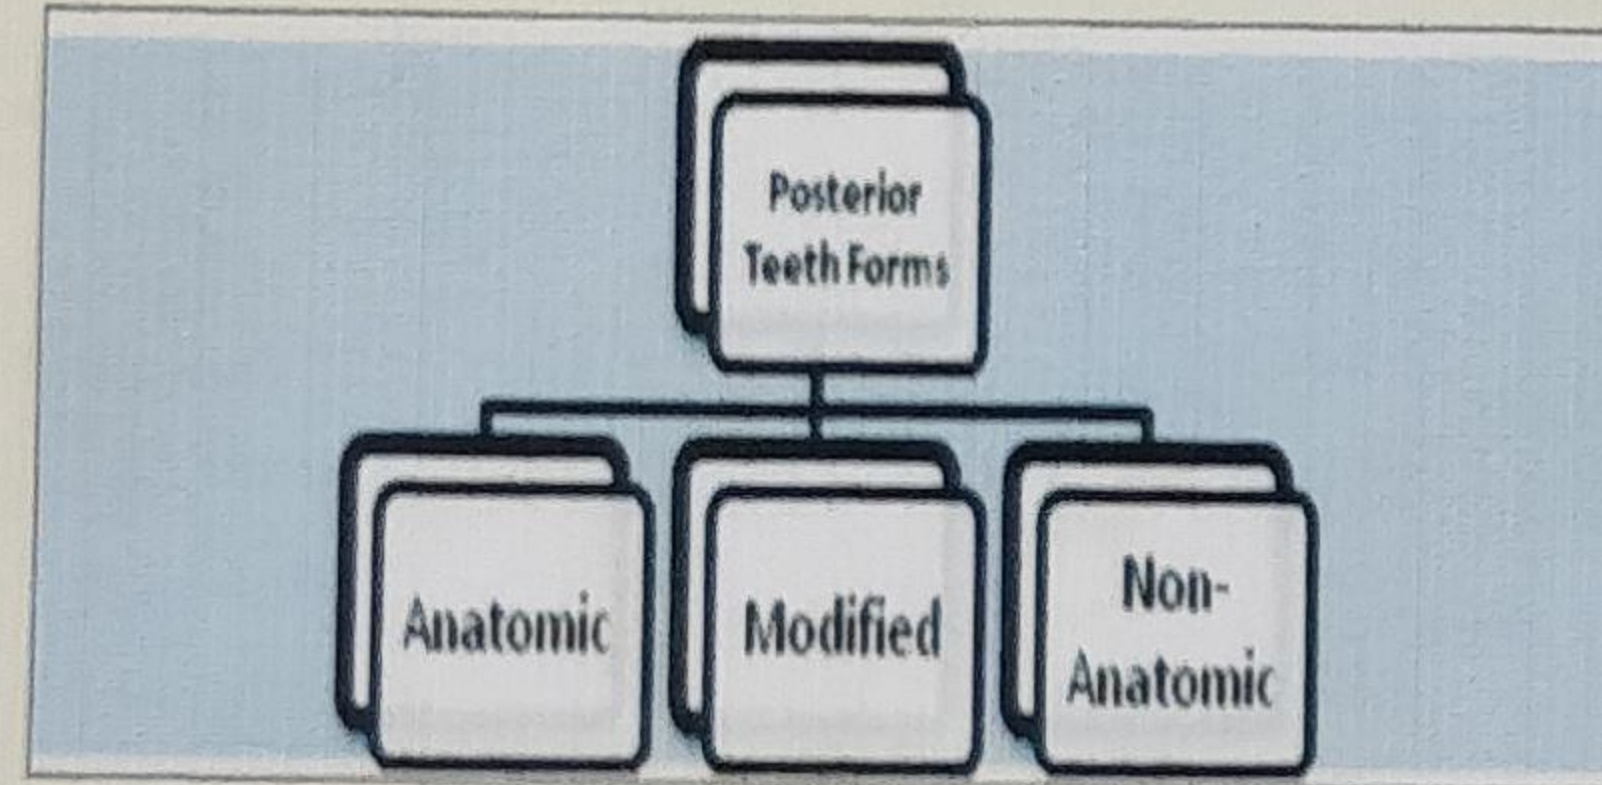 Posterior
Teeth Forms
Anatomic
Modified
Non-
Anatomic